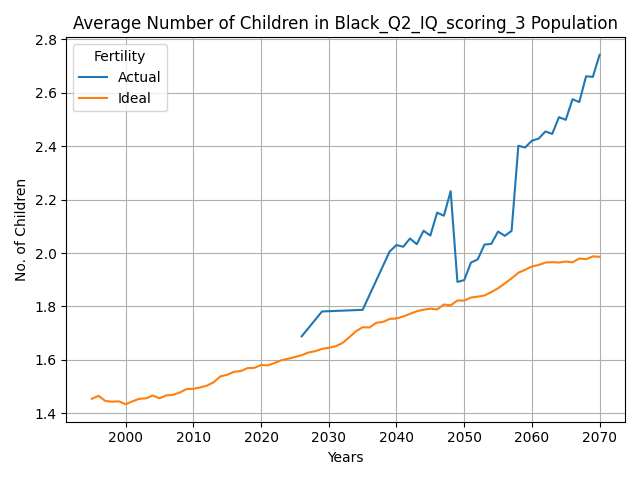 Average Number of Children in Black_Q2_IQ_scoring_3 Population
Fertility
Actual
Ideal
No. of Children
2.8
2.6
2.4
2.2
2.0
1.8
1.6
1.4
2000 2010 2020 2030 2040 2050 2060 2070
Years